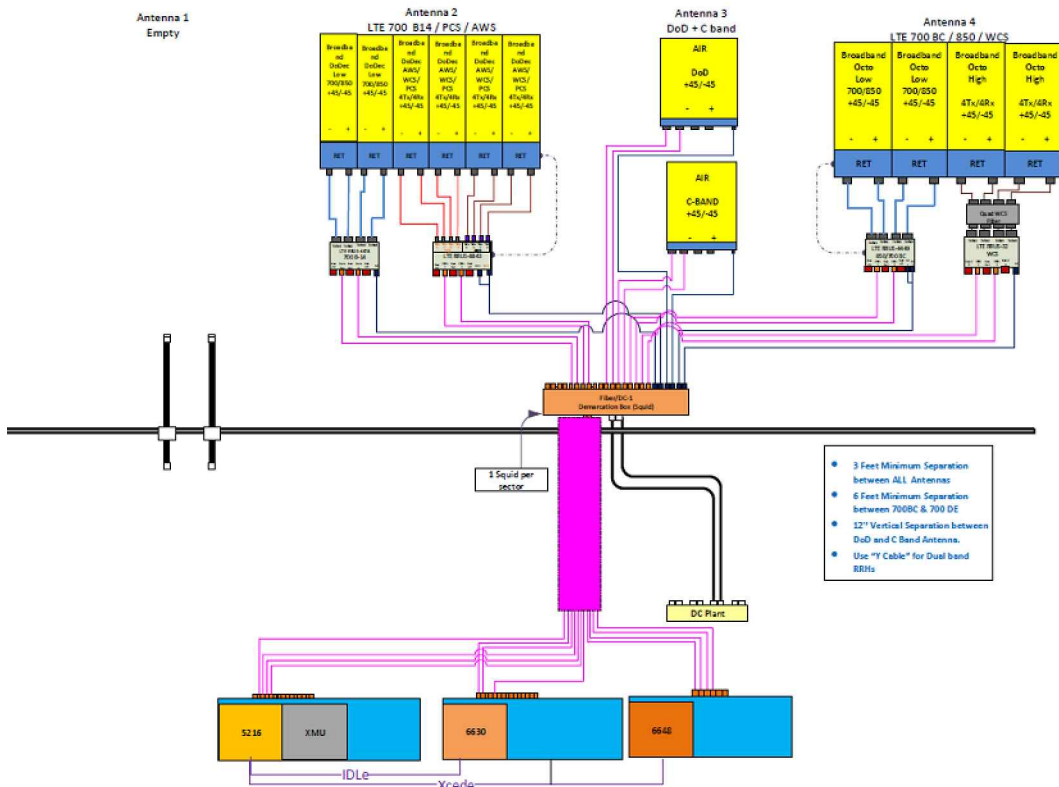 Antenna 1
Empty
Antenna 2
LTE 700 B14 / PCS / AWS
Antenna 3
DoD + C band
Antenna 4
LTE 700 BC / 850 / WCS
Broadba
nd
DoDec
Low
700/850
+45/-45
- +
RET
Broadba
nd
DoDec
Low
700/850
+45/-45
- +
RET
Broadba
nd
DoDec
AWS/
WCS/
PCS
4Tx/4Rx
+45/-45
- +
RET
Broadba
nd
DoDec
AWS/
WCS/
PCS
4Tx/4Rx
+45/-45
- +
RET
Broadba
nd
DoDec
AWS/
WCS/
PCS
4Tx/4Rx
+45/-45
- +
RET
Broadba
nd
DoDec
AWS/
WCS/
PCS
4Tx/4Rx
+45/-45
- +
RET
AIR
DoD
+45/-45
- +
AIR
C-BAND
+45/-45
- +
Broadband
Octo
Low
700/850
+45/-45
- +
RET
Broadband
Octo
Low
700/850
+45/-45
- +
RET
Broadband
Octo
High
4Tx/4Rx
+45/-45
- +
RET
Broadband
Octo
High
4Tx/4Rx
+45/-45
- +
RET
Quad WCS
Filter
700 B-14
850/700 BC
LTE RRUS-32
WCS
Fiber/DC-1
Demarcation Box (Squid)
1 Squid per
sector
3 Feet Minimum Separation
between ALL Antennas
6 Feet Minimum Separation
between 700BC & 700 DE
12" Vertical Separation between
DoD and C Band Antenna.
Use "Y Cable" for Dual band
RRHs
DC Plant
5216
XMU
6630
6648
IDLe
Xcede